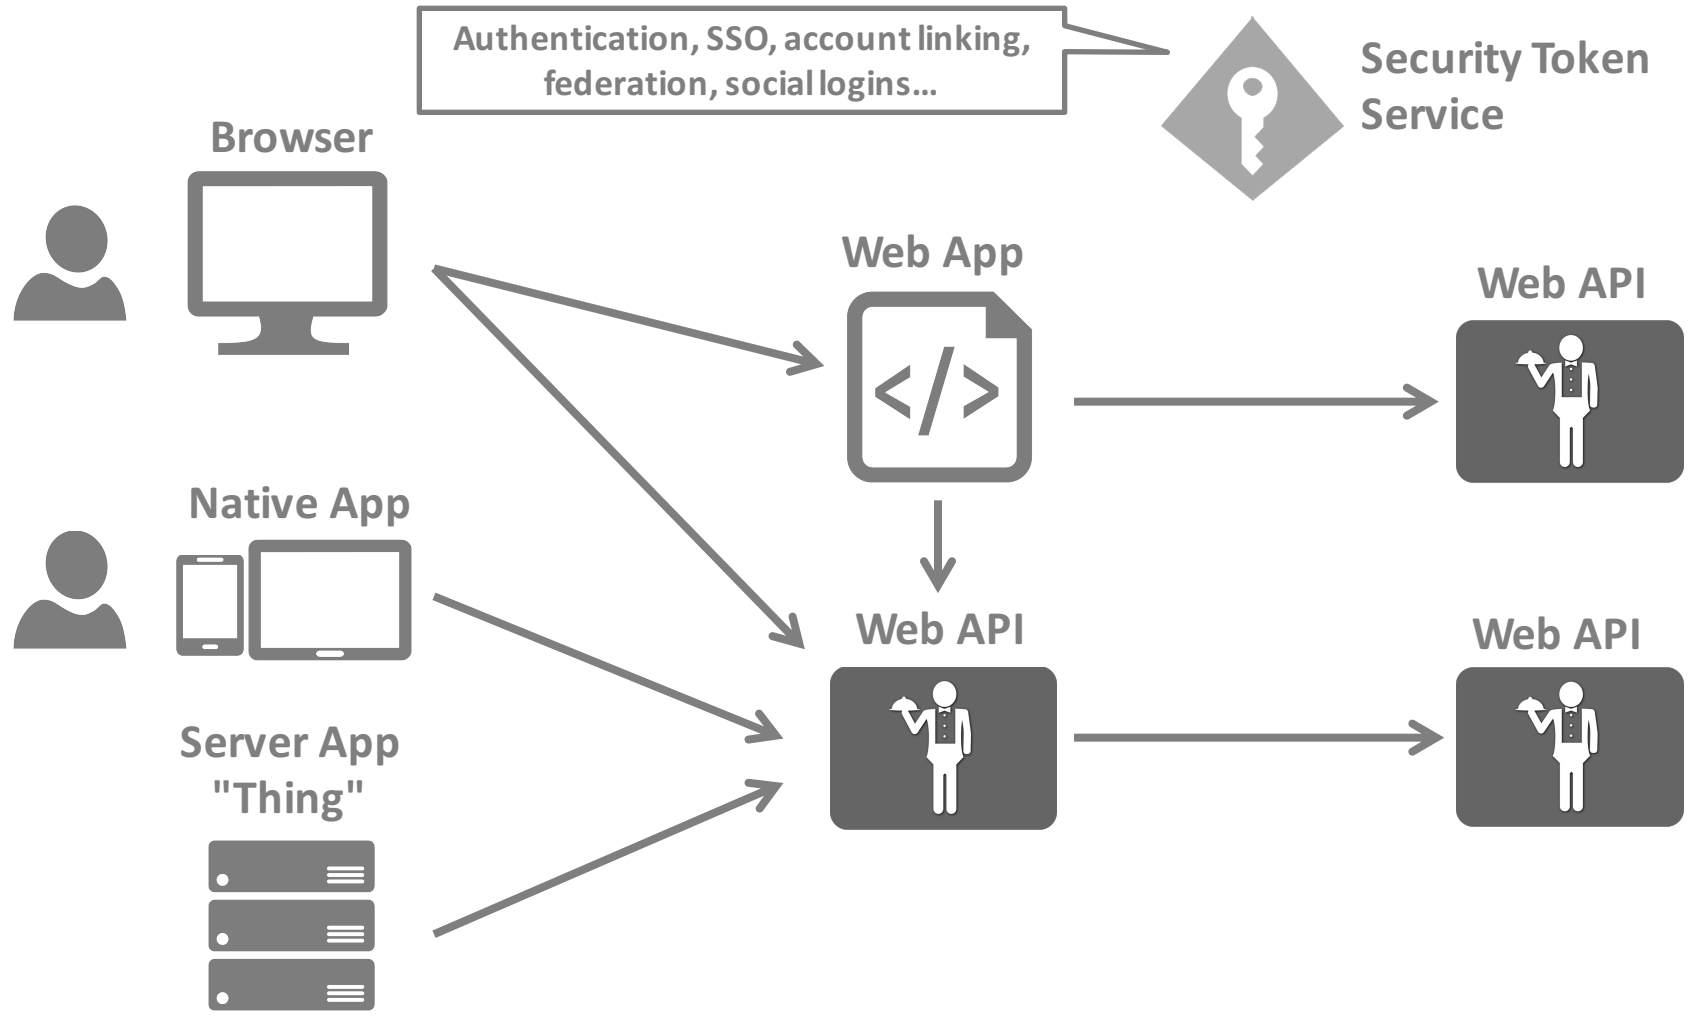 Authentication, SSO, account linking,
federation, social logins...
Security Token
Service
Browser
Web App
Web API
Native App
Web API
Web API
Server App
"Thing"
</>